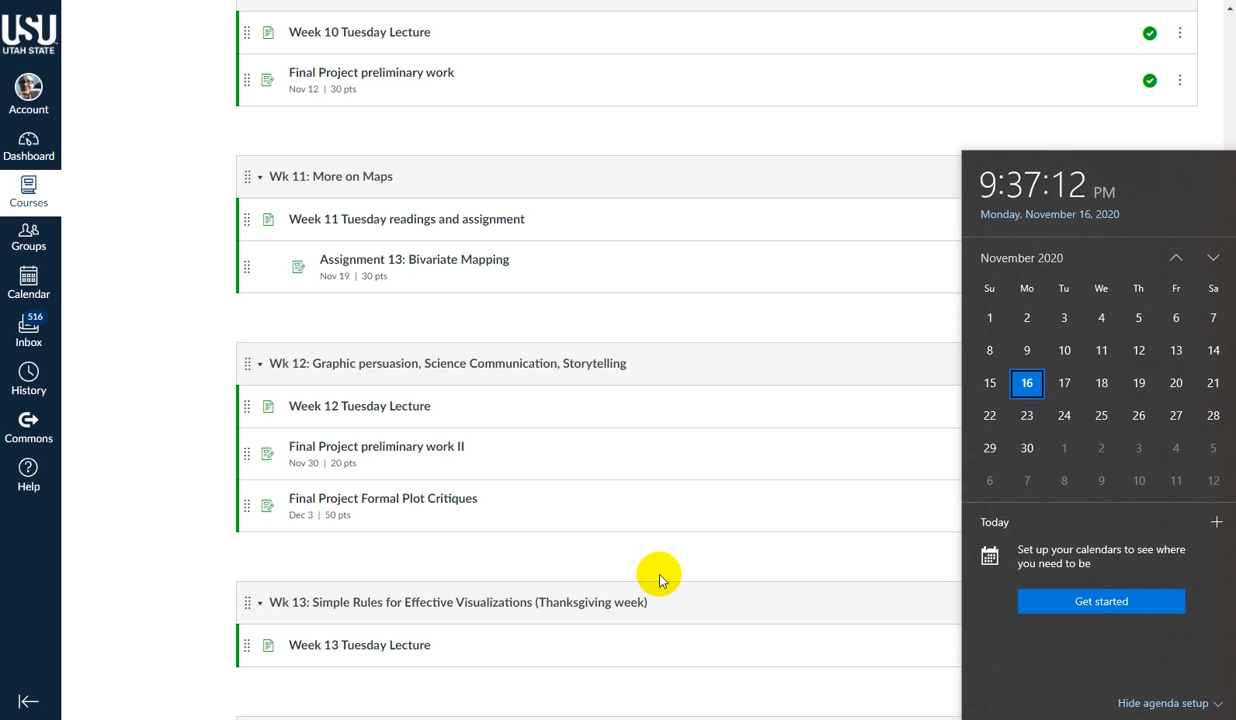 USU
UTAH STATE
Account
Dashboard
Courses
Groups
Calendar
516
Inbox
History
Commons
Help
Week 10 Tuesday Lecture
Final Project preliminary work
Nov 12 | 30 pts
Wk 11: More on Maps
Week 11 Tuesday readings and assignment
Assignment 13: Bivariate Mapping
Nov 19 | 30 pts
Wk 12: Graphic persuasion, Science Communication, Storytelling
Week 12 Tuesday Lecture
Final Project preliminary work II
Nov 30 | 20 pts
Final Project Formal Plot Critiques
Dec 3 | 50 pts
Wk 13: Simple Rules for Effective Visualizations (Thanksgiving week)
Week 13 Tuesday Lecture
9:37:12 PM
Monday, November 16, 2020
November 2020
Su Mo Tu We Th Fr Sa
1 2 3 4 5 6 7
8 9 10 11 12 13 14
15 16 17 18 19 20 21
22 23 24 25 26 27 28
29 30 1 2 3 4 5
6 7 8 9 10 11 12
Today
Set up your calendars to see where
you need to be
Get started
Hide agenda setup